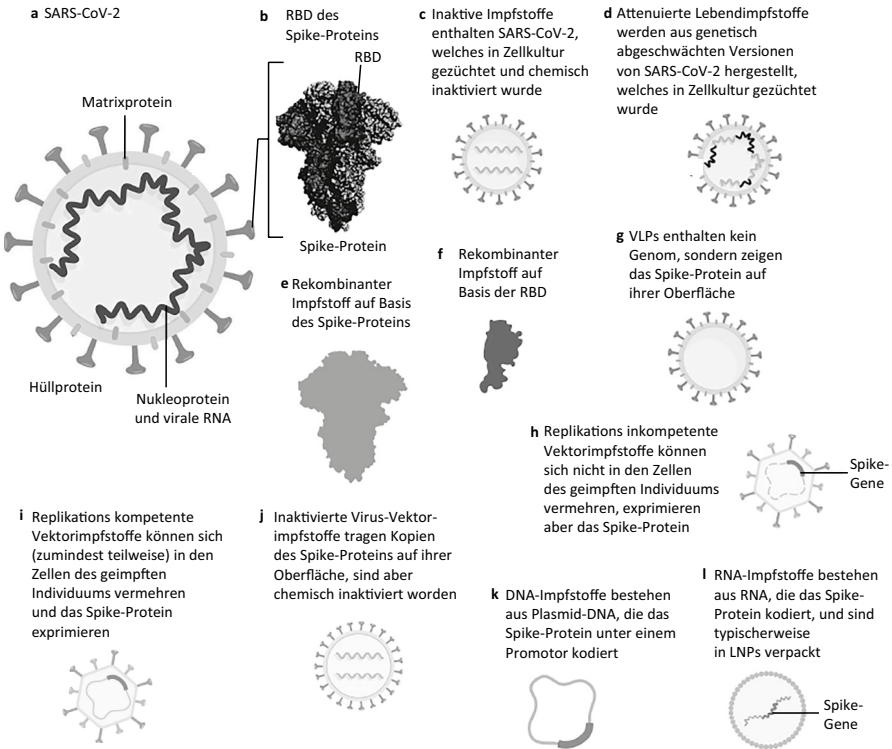 a SARS-CoV-2
Matrixprotein
Hüllprotein
Nukleoprotein
und virale RNA
b RBD des
Spike-Proteins
RBD
Spike-Protein
c Inaktive Impfstoffe
enthalten SARS-CoV-2,
welches in Zellkultur
gezüchtet und chemisch
inaktiviert wurde
d Attenuierte Lebendimpfstoffe
werden aus genetisch
abgeschwächten Versionen
von SARS-CoV-2 hergestellt,
welches in Zellkultur gezüchtet
wurde
e Rekombinanter
Impfstoff auf Basis
des Spike-Proteins
f Rekombinanter
Impfstoff auf
Basis der RBD
g VLPs enthalten kein
Genom, sondern zeigen
das Spike-Protein auf
ihrer Oberfläche
h Replikations inkompetente
Vektorimpfstoffe können
sich nicht in den Zellen
des geimpften Individuums
vermehren, exprimieren
aber das Spike-Protein
Spike-
Gene
i Replikations kompetente
Vektorimpfstoffe können sich
(zumindest teilweise) in den
Zellen des geimpften
Individuums vermehren
und das Spike-Protein
exprimieren
j Inaktivierte Virus-Vektor-
impfstoffe tragen Kopien
des Spike-Proteins auf ihrer
Oberfläche, sind aber
chemisch inaktiviert worden
k DNA-Impfstoffe bestehen
aus Plasmid-DNA, die das
Spike-Protein unter einem
Promotor kodiert
l RNA-Impfstoffe bestehen
aus RNA, die das Spike-
Protein kodiert, und sind
typischerweise
in LNPs verpackt
Spike-
Gene